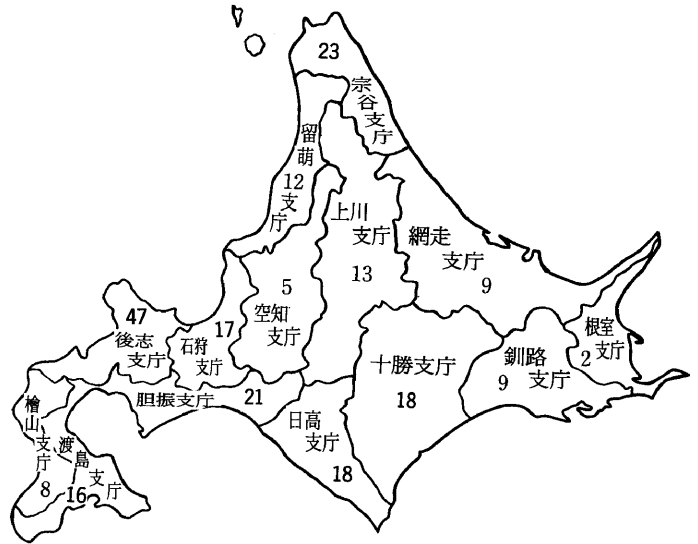 23
宗谷支庁
留萌
12
支庁
上川
支庁
13
網走
支庁
9
5
空知
支庁
47
後志
支庁
17
石狩
支庁
根室
支庁
2
釧路
支庁
9
十勝支庁
18
胆振支庁
21
日高
支庁
18
檜山支庁
8
渡島支庁
16